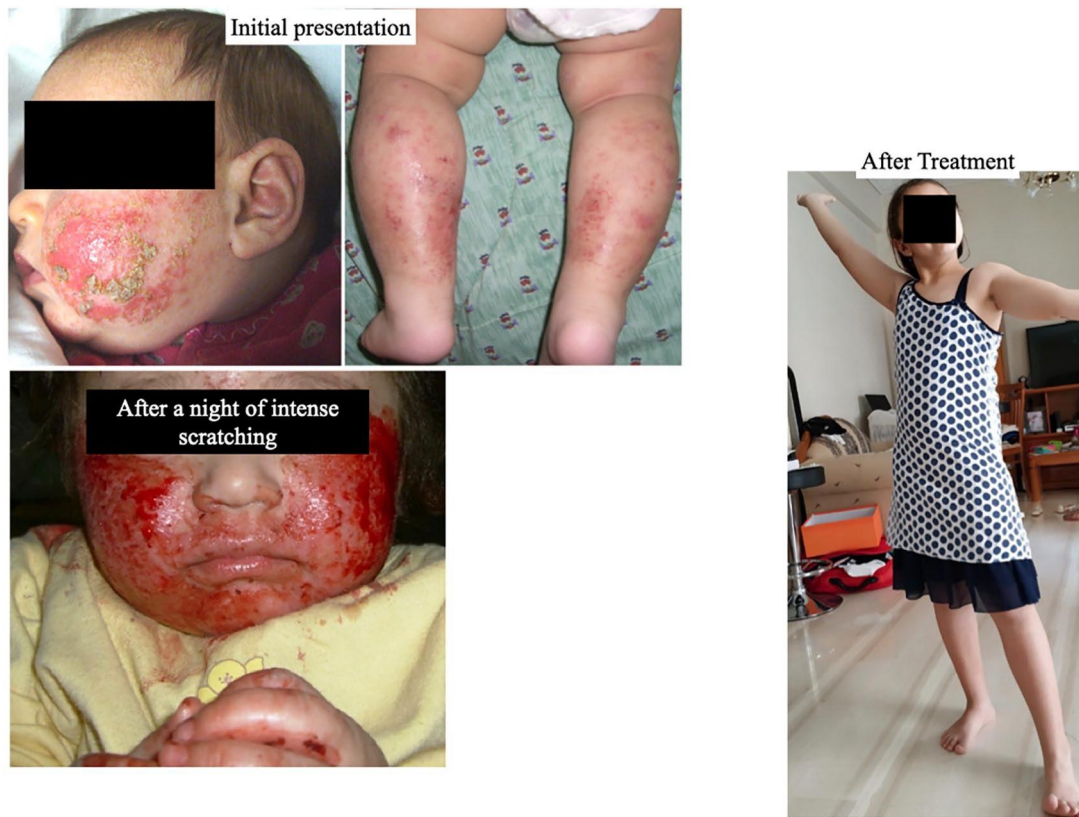 Initial presentation
After a night of intense
scratching
After Treatment